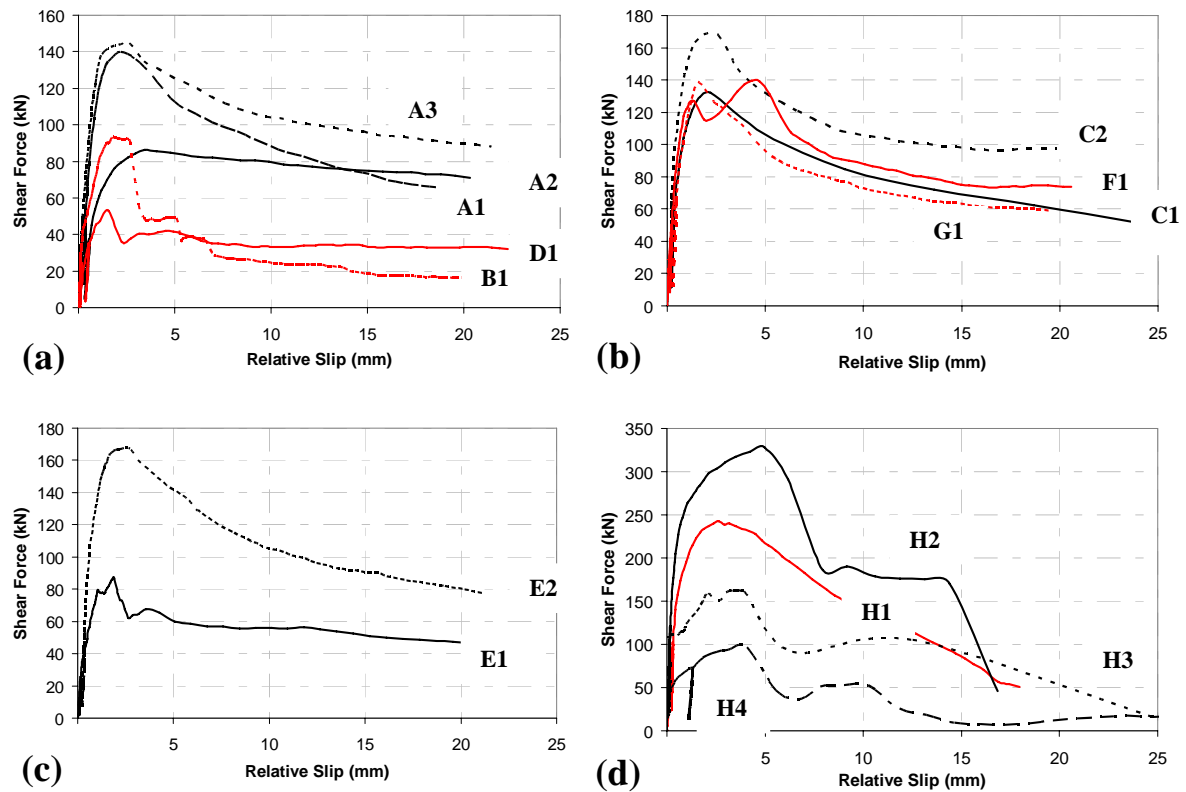 160
140
120
100
80
60
40
20
0
Shear Force (kN)
A3
A2
A1
D1
B1
5 10 15 20 25
Relative Slip (mm)
(a)
180
160
140
120
100
80
60
40
20
0
Shear Force (kN)
C2
F1
C1
G1
5 10 15 20 25
Relative Slip (mm)
(b)
180
160
140
120
100
80
60
40
20
0
Shear Force (kN)
E2
E1
5 10 15 20 25
Relative Slip (mm)
(c)
350
300
250
200
150
100
50
0
Shear Force (kN)
H2
H1
H3
H4
5 10 15 20 25
Relative Slip (mm)
(d)